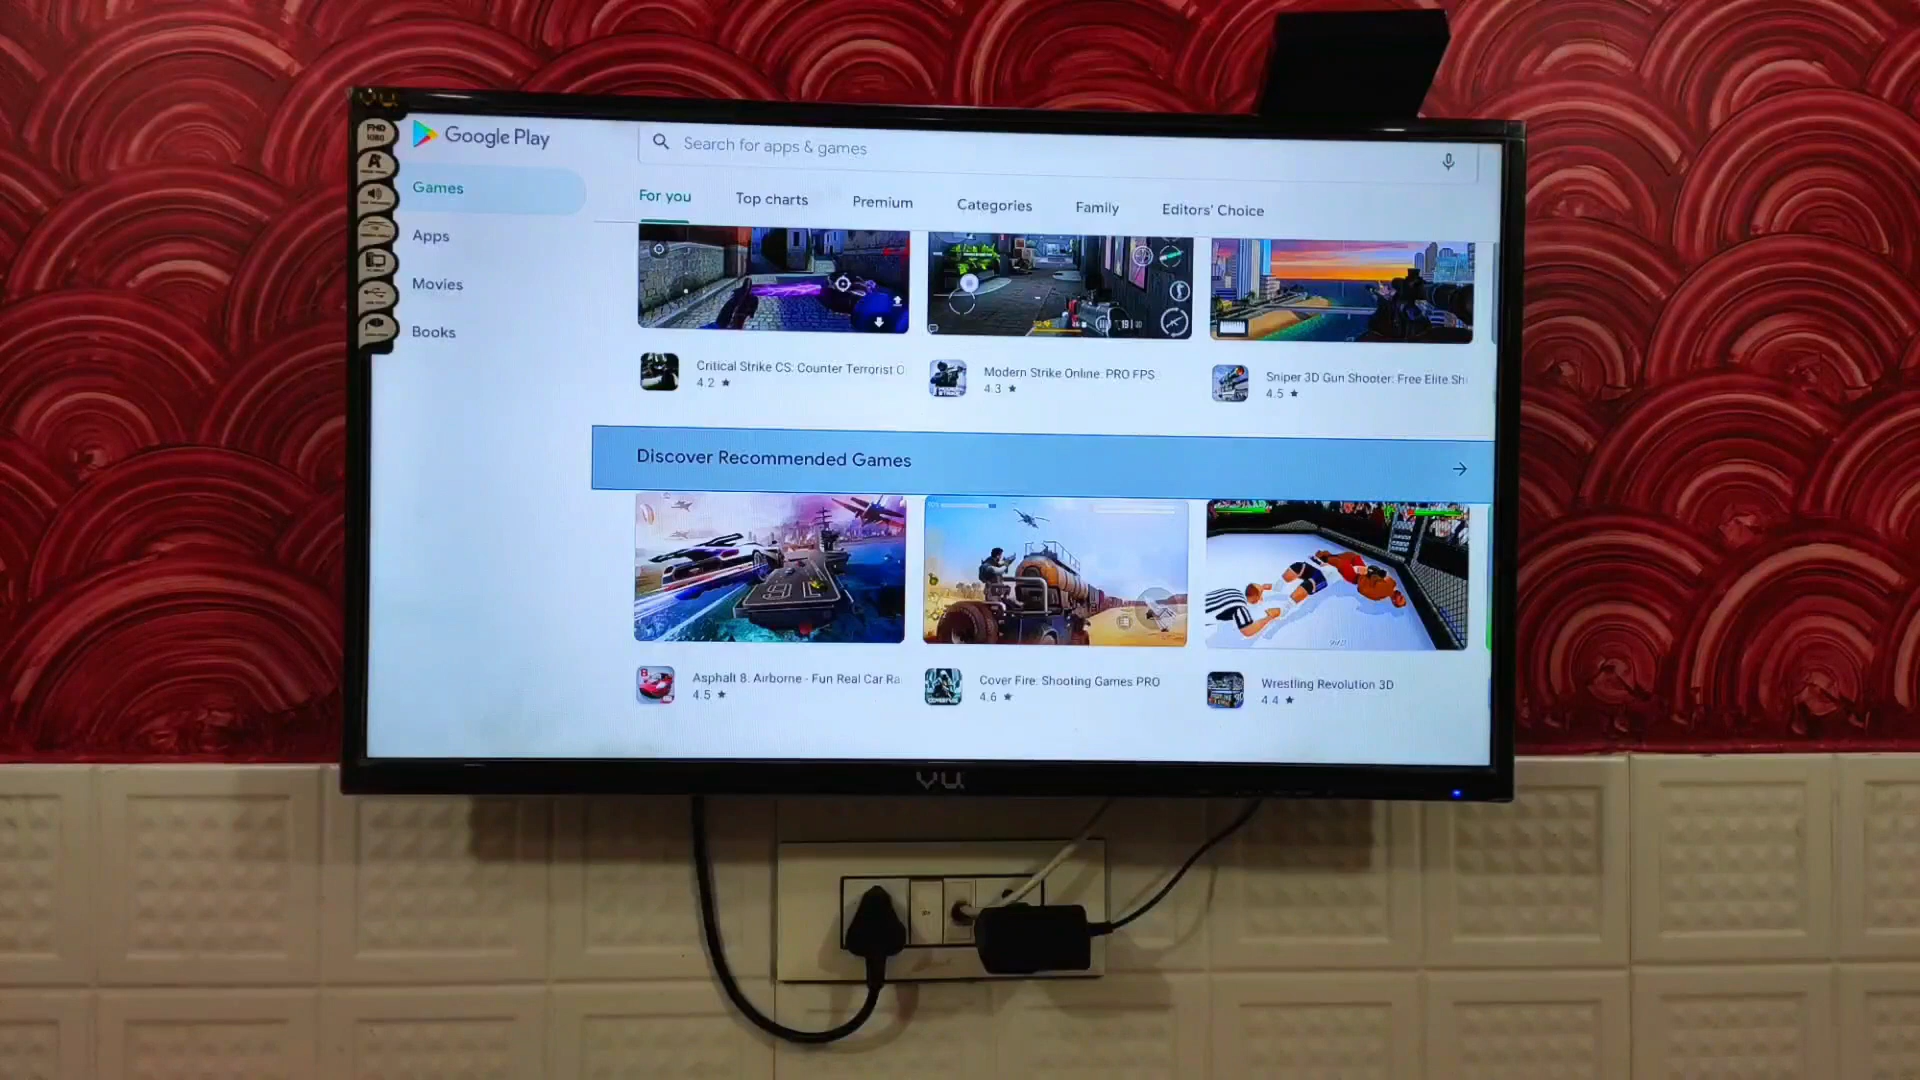 VU
FHD
1080
Google Play
Search for apps & games
Games
Apps
Movies
Books
For you
Top charts
Premium
Categories
Family
Editors' Choice
Critical Strike CS: Counter Terrorist O
4.2 ★
Modern Strike Online: PRO FPS
4.3 ★
Sniper 3D Gun Shooter: Free Elite Sh
4.5 ★
Discover Recommended Games
Asphalt 8: Airborne - Fun Real Car Ra
4.5 ★
Cover Fire: Shooting Games PRO
4.6 ★
Wrestling Revolution 3D
4.4 ★
VU